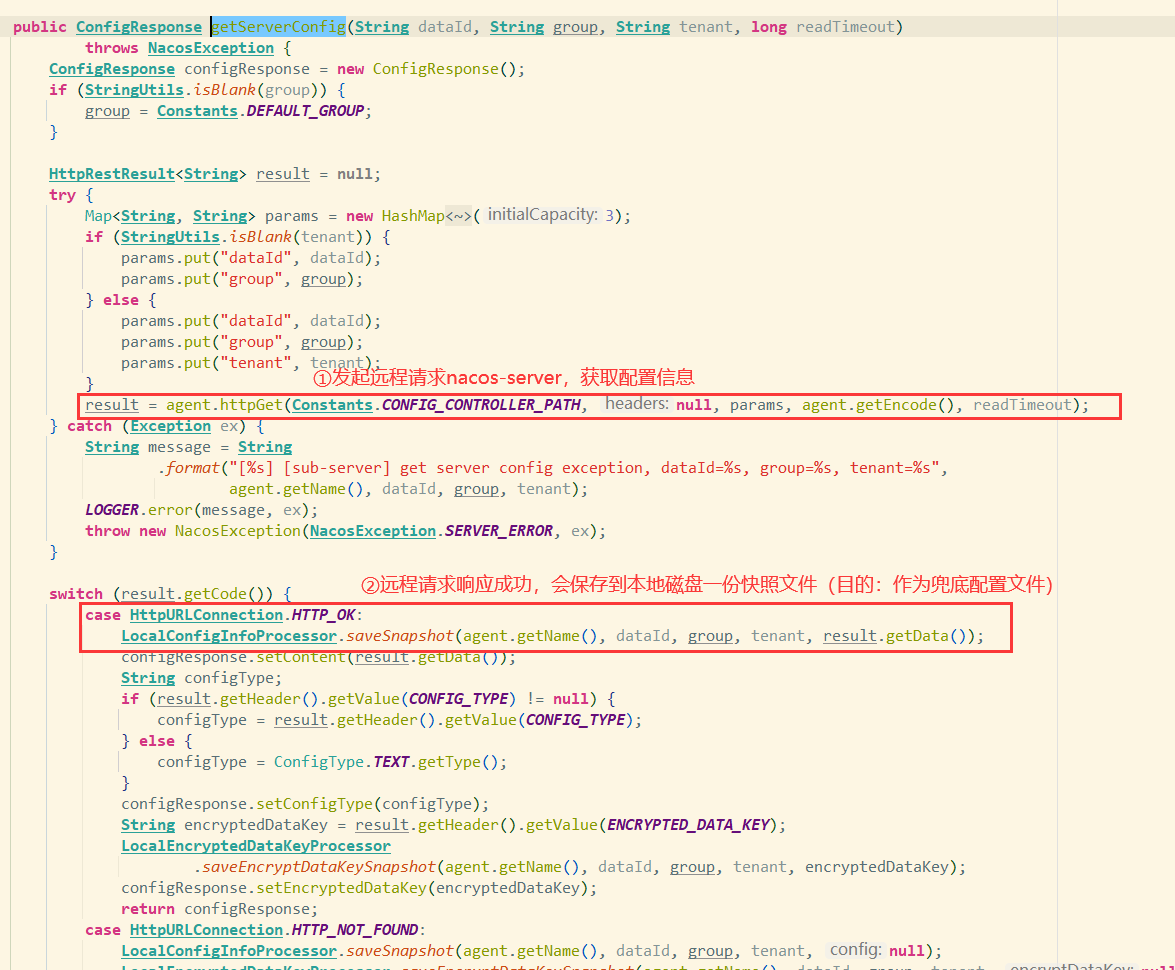 public ConfigResponse getServerConfig(String dataId, String group, String tenant, long readTimeout)
throws NacosException {
ConfigResponse configResponse = new ConfigResponse();
if (StringUtils.isBlank(group)) {
group = Constants.DEFAULT_GROUP;
}
HttpRestResult<String> result = null;
try {
Map<String, String> params = new HashMap<~>( initialCapacity: 3);
if (StringUtils.isBlank(tenant)) {
params.put("dataId", dataId);
params.put("group", group);
} else {
params.put("dataId", dataId);
params.put("group", group);
params.put("tenant", tenant);
}
①发起远程请求nacos-server，获取配置信息
result = agent.httpGet(Constants.CONFIG_CONTROLLER_PATH, headers: null, params, agent.getEncode(), readTimeout);
} catch (Exception ex) {
String message = String
.format("[%s] [sub-server] get server config exception, dataId=%s, group=%s, tenant=%s",
agent.getName(), dataId, group, tenant);
LOGGER.error(message, ex);
throw new NacosException(NacosException.SERVER_ERROR, ex);
}
②远程请求响应成功，会保存到本地磁盘一份快照文件（目的：作为兜底配置文件）
switch (result.getCode()) {
case HttpURLConnection.HTTP_OK:
LocalConfigInfoProcessor.saveSnapshot(agent.getName(), dataId, group, tenant, result.getData());
configResponse.setContent(result.getData());
String configType;
if (result.getHeader().getValue(CONFIG_TYPE) != null) {
configType = result.getHeader().getValue(CONFIG_TYPE);
} else {
configType = ConfigType.TEXT.getType();
}
configResponse.setConfigType(configType);
String encryptedDataKey = result.getHeader().getValue(ENCRYPTED_DATA_KEY);
LocalEncryptedDataKeyProcessor
.saveEncryptDataKeySnapshot(agent.getName(), dataId, group, tenant, encryptedDataKey);
configResponse.setEncryptedDataKey(encryptedDataKey);
return configResponse;
case HttpURLConnection.HTTP_NOT_FOUND:
LocalConfigInfoProcessor.saveSnapshot(agent.getName(), dataId, group, tenant, config: null);